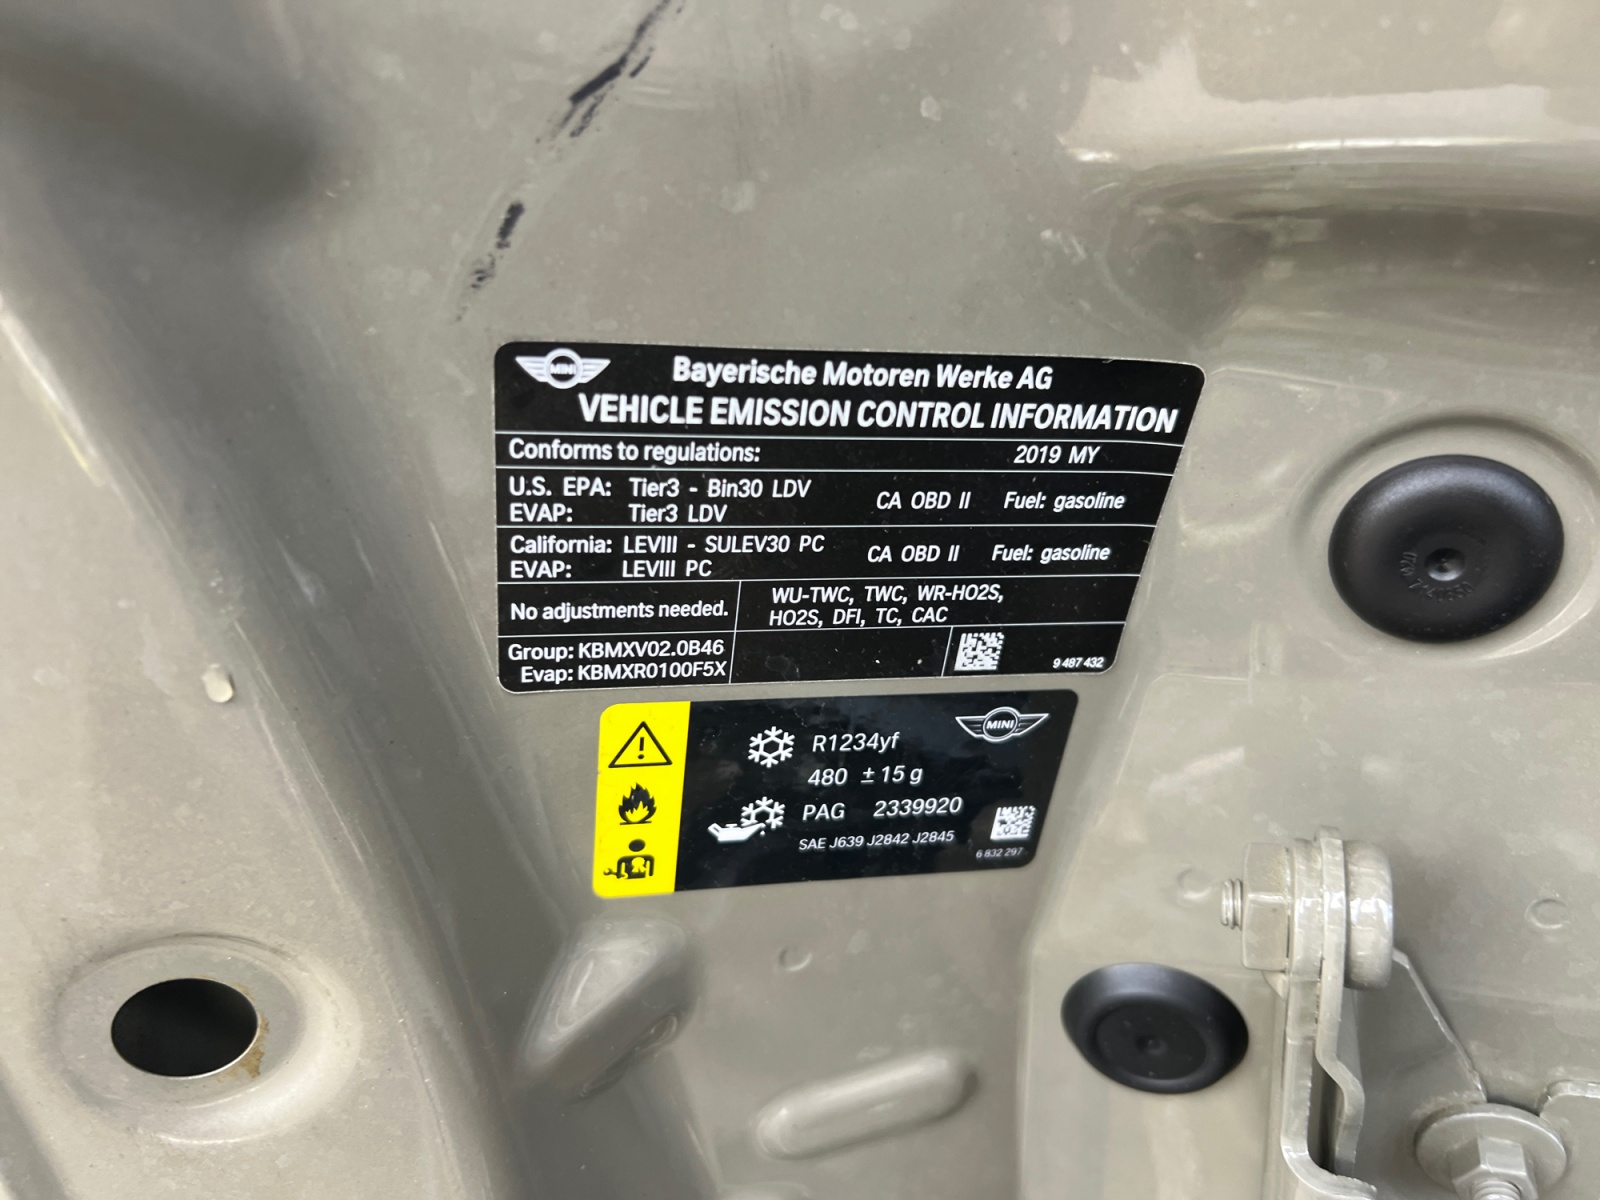 MINI
Bayerische Motoren Werke AG
VEHICLE EMISSION CONTROL INFORMATION
Conforms to regulations: 2019 MY
U.S. EPA: Tier3 - Bin30 LDV CA OBD II Fuel: gasoline
EVAP: Tier3 LDV
California: LEVIII - SULEV30 PC CA OBD II Fuel: gasoline
EVAP: LEVIII PC
No adjustments needed.
WU-TWC, TWC, WR-HO2S,
HO2S, DFI, TC, CAC
Group: KBMXV02.0B46
Evap: KBMXR0100F5X
9 487 432
MINI
R1234yf
480 ± 15 g
PAG 2339920
SAE J639 J2842 J2845
6 832 297